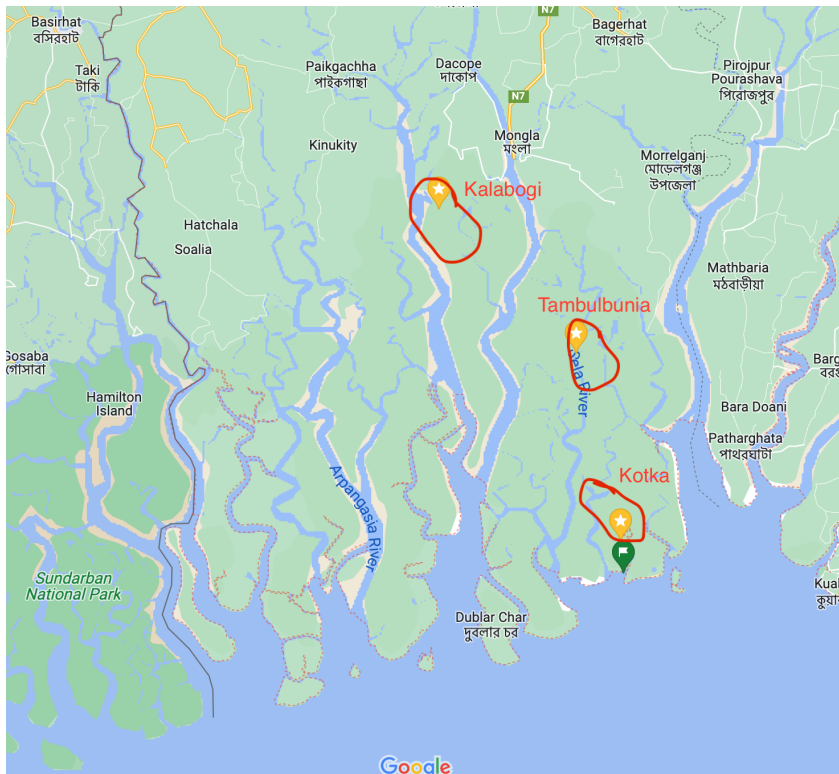 Basirhat
বসিরহাট
Taki
টাকি
N7
Bagerhat
বাগেরহাট
Paikgachha
পাইকগাছা
Dacope
দাকোপ
N7
Pirojpur
Pourashava
পিরোজপুর
Kinukity
Mongla
মংলা
Morrelganj
মোড়েলগঞ্জ
উপজেলা
Kalabogi
Hatchala
Soalia
Mathbaria
মঠবাড়ীয়া
Tambulbunia
Gosaba
গোসাবা
River
Barg
Hamilton
Island
Bara Doani
Patharghata
পাথরঘাটা
Kotka
Arpangasia River
Sundarban
National Park
Dublar Char
দুবলার চর
Google